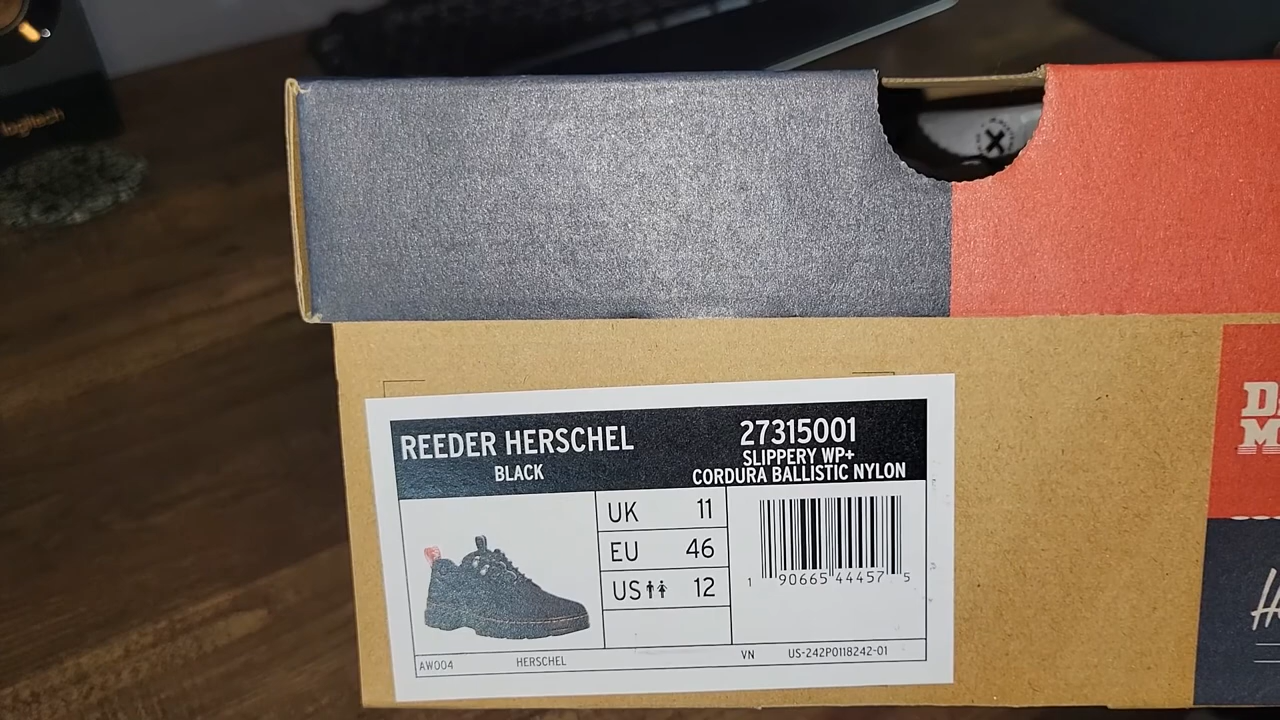 logitech
REEDER HERSCHEL
BLACK
27315001
SLIPPERY WP+
CORDURA BALLISTIC NYLON
UK 11
EU 46
US 12
1 90665 44457 5
AW004
HERSCHEL
VN
US-242P0118242-01